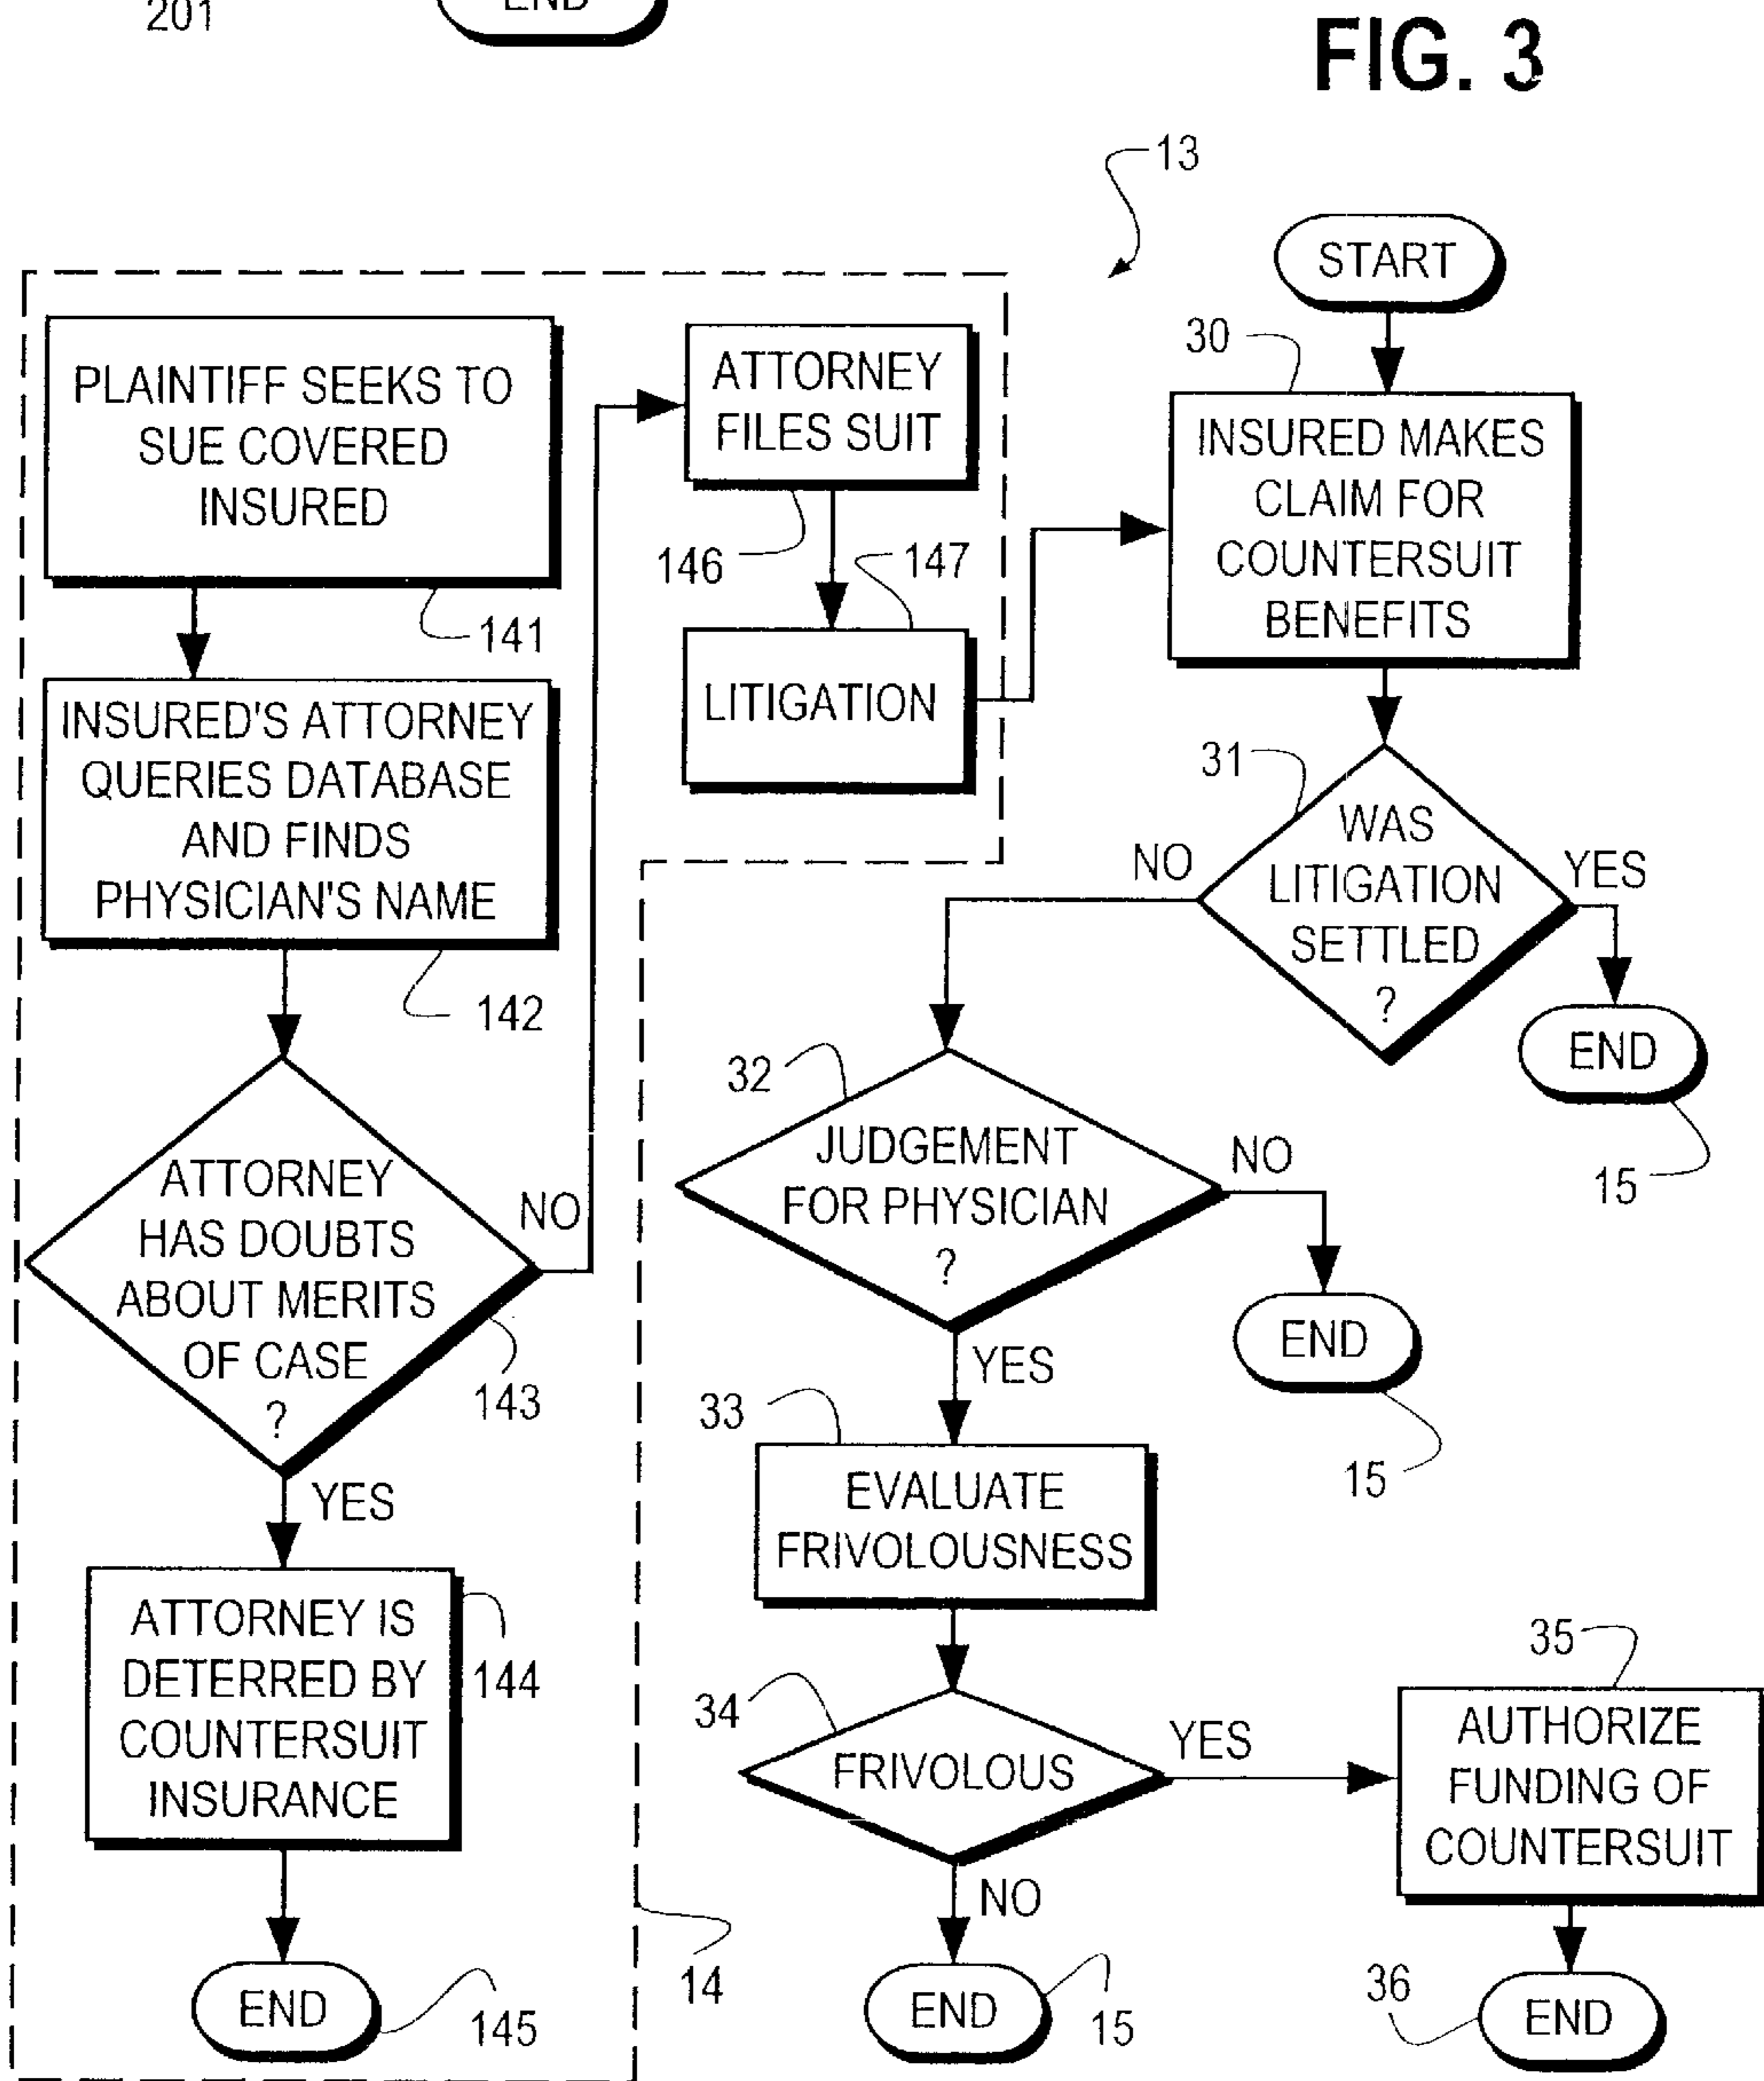 201
END
FIG. 3
13
START
30
INSURED MAKES
CLAIM FOR
COUNTERSUIT
BENEFITS
PLAINTIFF SEEKS TO
SUE COVERED
INSURED
141
ATTORNEY
FILES SUIT
146
147
LITIGATION
INSURED'S ATTORNEY
QUERIES DATABASE
AND FINDS
PHYSICIAN'S NAME
142
31
WAS
LITIGATION
SETTLED
?
NO
YES
END
15
ATTORNEY
HAS DOUBTS
ABOUT MERITS
OF CASE
?
NO
143
YES
32
JUDGEMENT
FOR PHYSICIAN
?
NO
END
15
YES
33
EVALUATE
FRIVOLOUSNESS
ATTORNEY IS
DETERRED BY
COUNTERSUIT
INSURANCE
144
END
145
34
FRIVOLOUS
YES
35
AUTHORIZE
FUNDING OF
COUNTERSUIT
NO
14
END
15
36
END